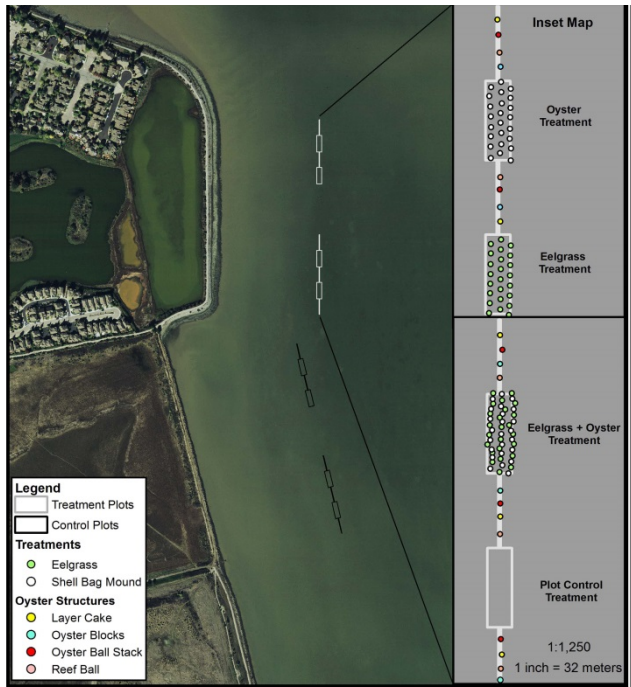 Inset Map
Oyster
Treatment
Eelgrass
Treatment
Eelgrass + Oyster
Treatment
Plot Control
Treatment
1:1,250
1 inch = 32 meters
Legend
Treatment Plots
Control Plots
Treatments
Eelgrass
Shell Bag Mound
Oyster Structures
Layer Cake
Oyster Blocks
Oyster Ball Stack
Reef Ball